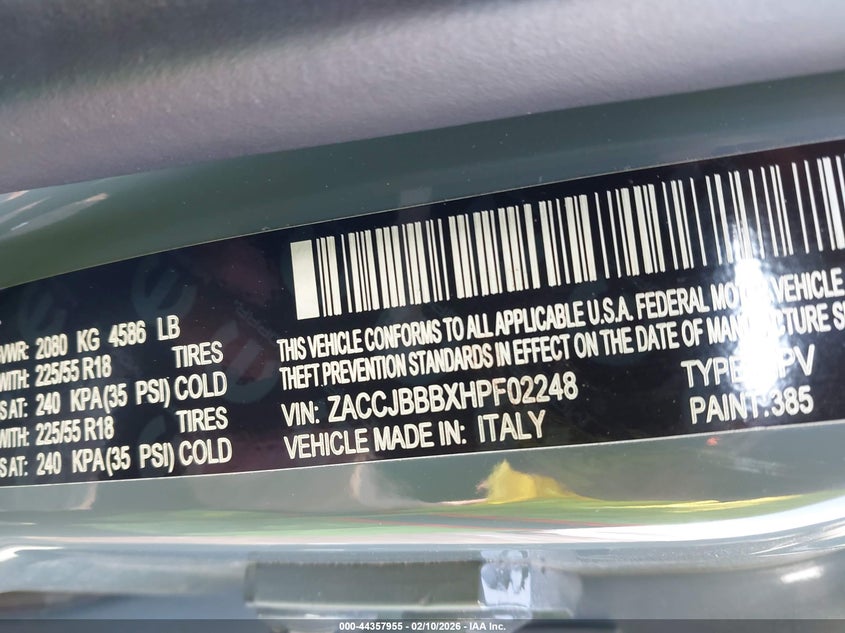 VWR: 2080 KG 4586 LB
WITH: 225/55 R18 TIRES
S AT: 240 KPA(35 PSI) COLD
WITH: 225/55 R18 TIRES
S AT: 240 KPA(35 PSI) COLD
THIS VEHICLE CONFORMS TO ALL APPLICABLE U.S.A. FEDERAL MOTOR VEHICLE
THEFT PREVENTION STANDARDS IN EFFECT ON THE DATE OF MANUFACTURE
VIN: ZACCJBBBXHPF02248
VEHICLE MADE IN: ITALY
TYPE: MPV
PAINT: 385
000-44357955 - 02/10/2026 - IAA Inc.